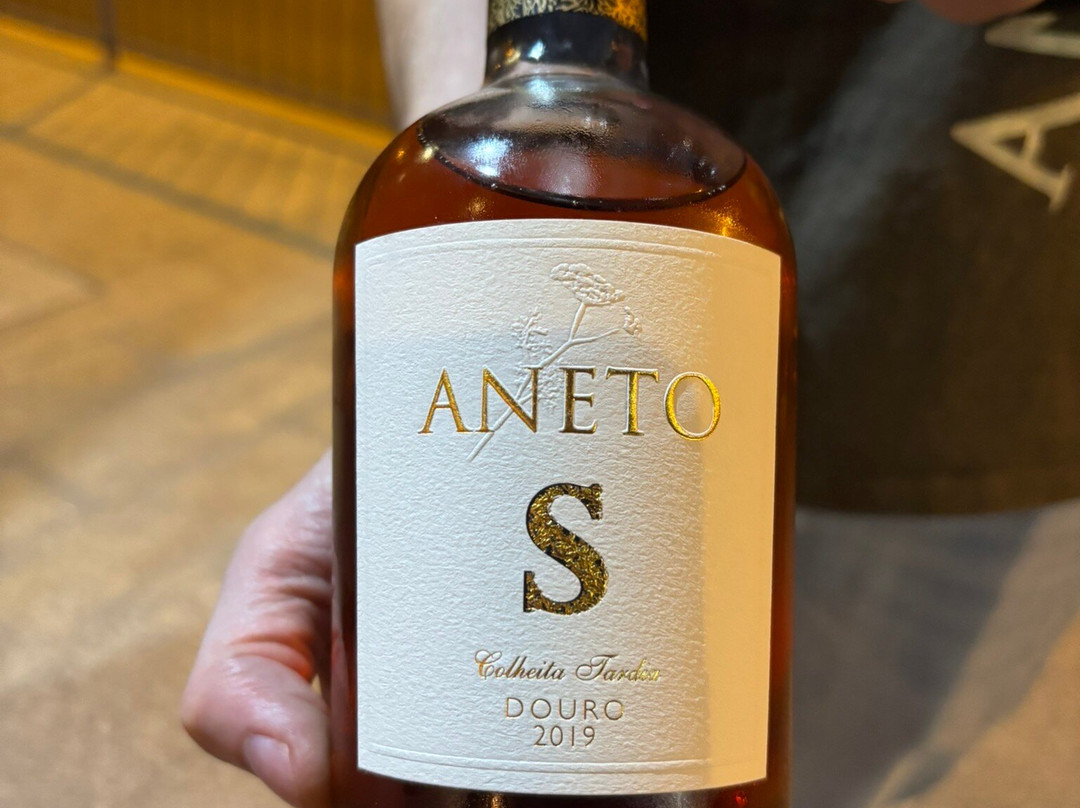 ANETO
S
Colheita Tardia
DOURO
2019